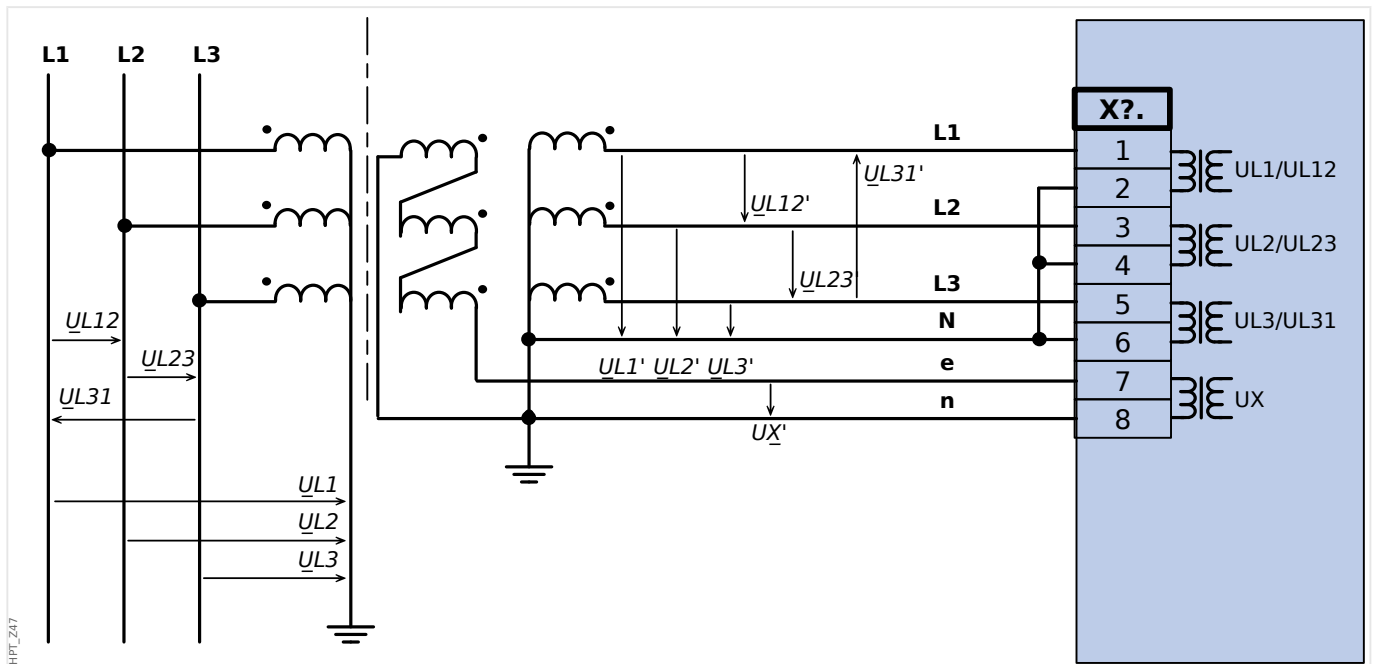 L1 L2 L3
X?.
L1
1
UL31'
UL1/UL12
2
UL12'
L2
3
UL2/UL23
4
UL23'
L3
5
UL12
N
UL3/UL31
6
UL23
UL1' UL2' UL3'
e
7
UL31
n
UX
8
UX'
UL1
UL2
UL3
HPT_Z47